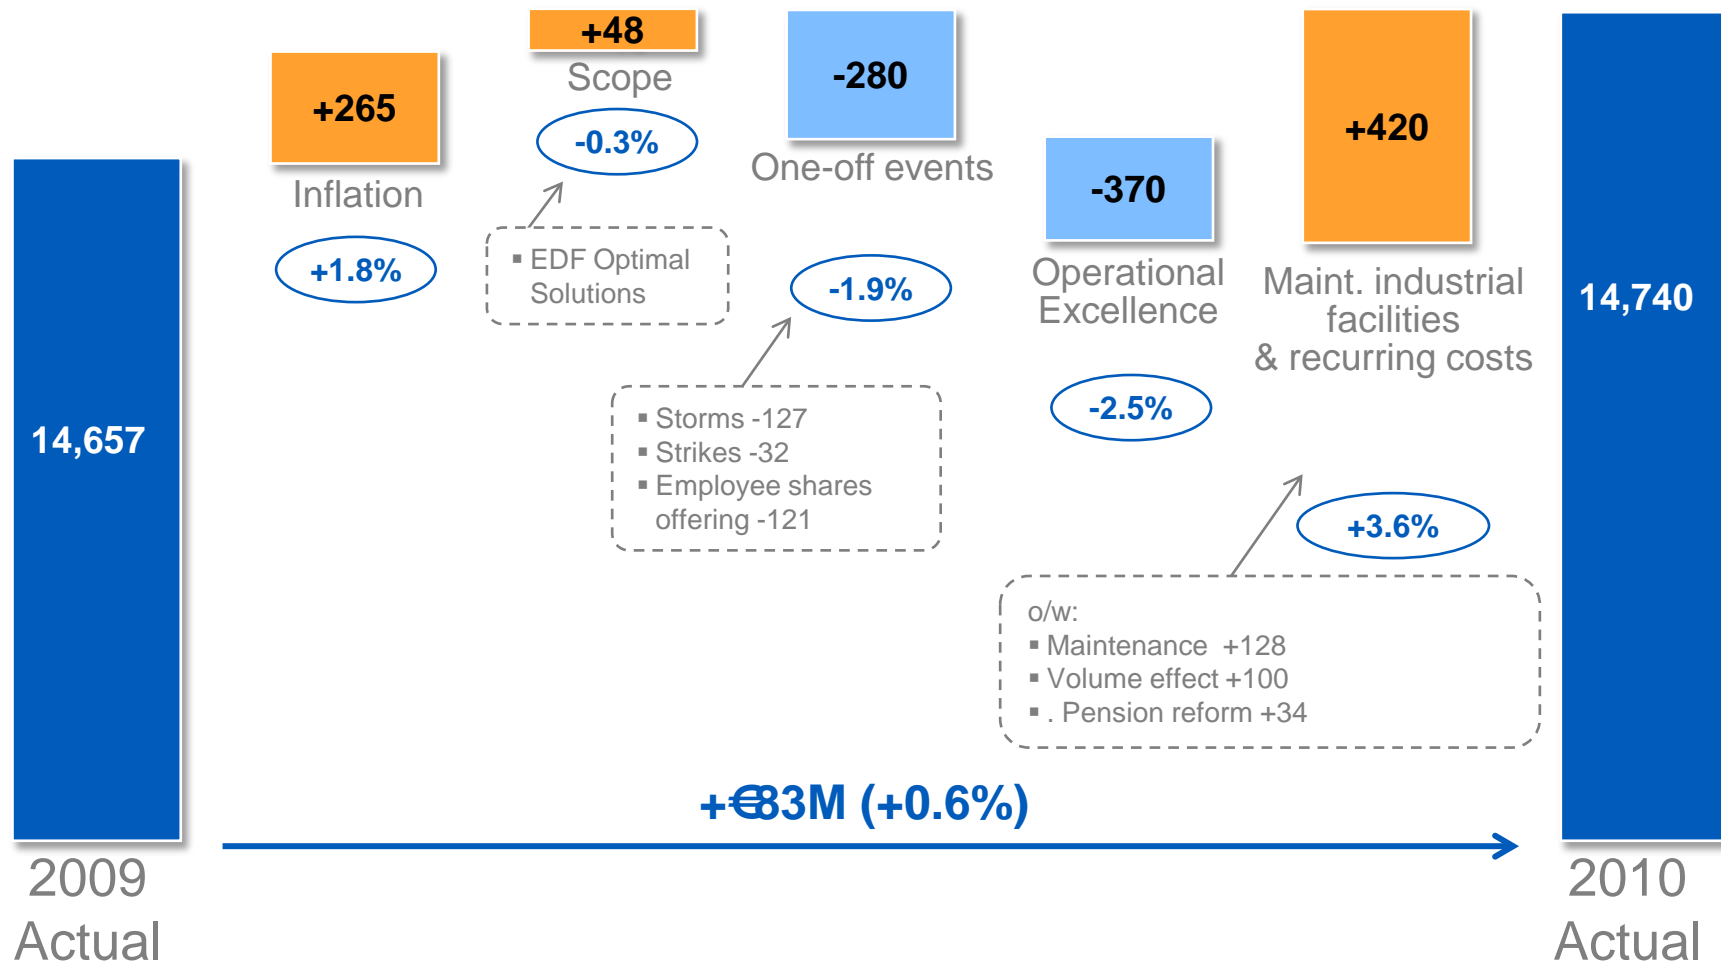 14,657
2009
Actual
+265
Inflation
+1.8%
+48
Scope
-0.3%
▪ EDF Optimal
Solutions
-280
One-off events
-1.9%
▪ Storms -127
▪ Strikes -32
▪ Employee shares
offering -121
-370
Operational
Excellence
-2.5%
+420
Maint. industrial
facilities
& recurring costs
+3.6%
o/w:
▪ Maintenance +128
▪ Volume effect +100
▪ . Pension reform +34
+€83M (+0.6%)
14,740
2010
Actual